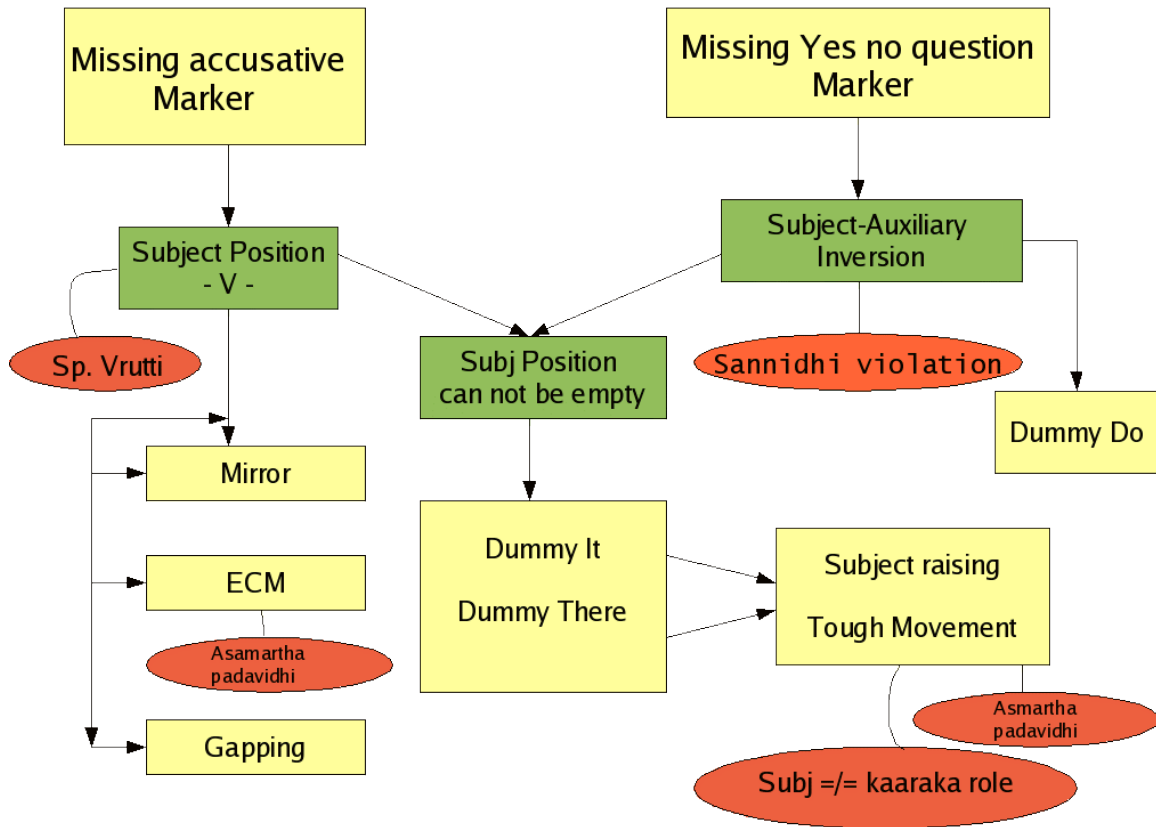 Missing accusative
Marker
Missing Yes no question
Marker
Subject Position
- V -
Subject-Auxiliary
Inversion
Sp. Vrutti
Subj Position
can not be empty
Sannidhi violation
Dummy Do
Mirror
Dummy It
Dummy There
Subject raising
Tough Movement
ECM
Asamartha
padavidhi
Asmartha
padavidhi
Gapping
Subj =/= kaaraka role